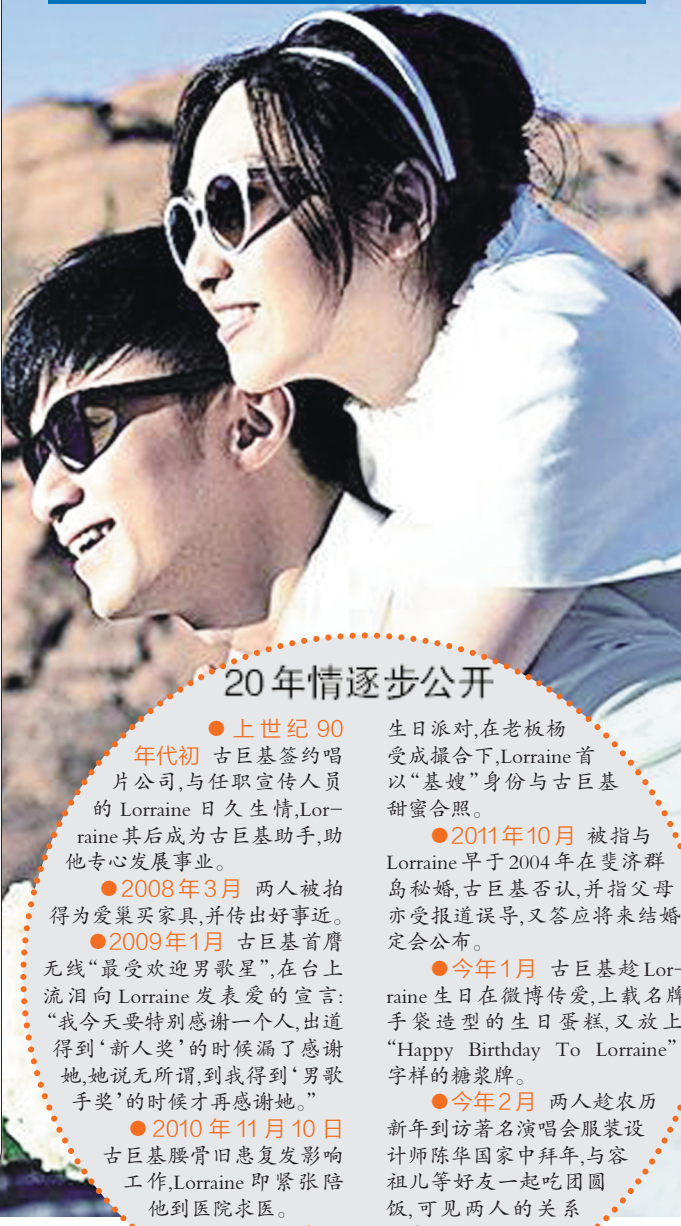 20年情逐步公开
●上世纪90
年代初 古巨基签约唱
片公司,与任职宣传人员
的 Lorraine 日久生情,Lor-
raine其后成为古巨基助手,助
他专心发展事业。
●2008年3月 两人被拍
得为爱巢买家具,并传出好事近。
●2009年1月 古巨基首膺
无线“最受欢迎男歌星”,在台上
流泪向 Lorraine 发表爱的宣言:
“我今天要特别感谢一个人,出道
得到‘新人奖’的时候漏了感谢
她,她说无所谓,到我得到‘男歌
手奖’的时候才再感谢她。”
●2010年11月10日
古巨基腰骨旧患复发影响
工作,Lorraine 即紧张陪
他到医院求医。
生日派对,在老板杨
受成撮合下,Lorraine 首
以“基嫂”身份与古巨基
甜蜜合照。
●2011年10月 被指与
Lorraine 早于 2004 年在斐济群
岛秘婚,古巨基否认,并指父母
亦受报道误导,又答应将来结婚
定会公布。
●今年1月 古巨基趁 Lor-
raine 生日在微博传爱,上载名牌
手袋造型的生日蛋糕,又放上
“Happy Birthday To Lorraine”
字样的糖浆牌。
●今年2月 两人趁农历
新年到访著名演唱会服装设
计师陈华国家中拜年,与容
祖儿等好友一起吃团圆
饭,可见两人的关系